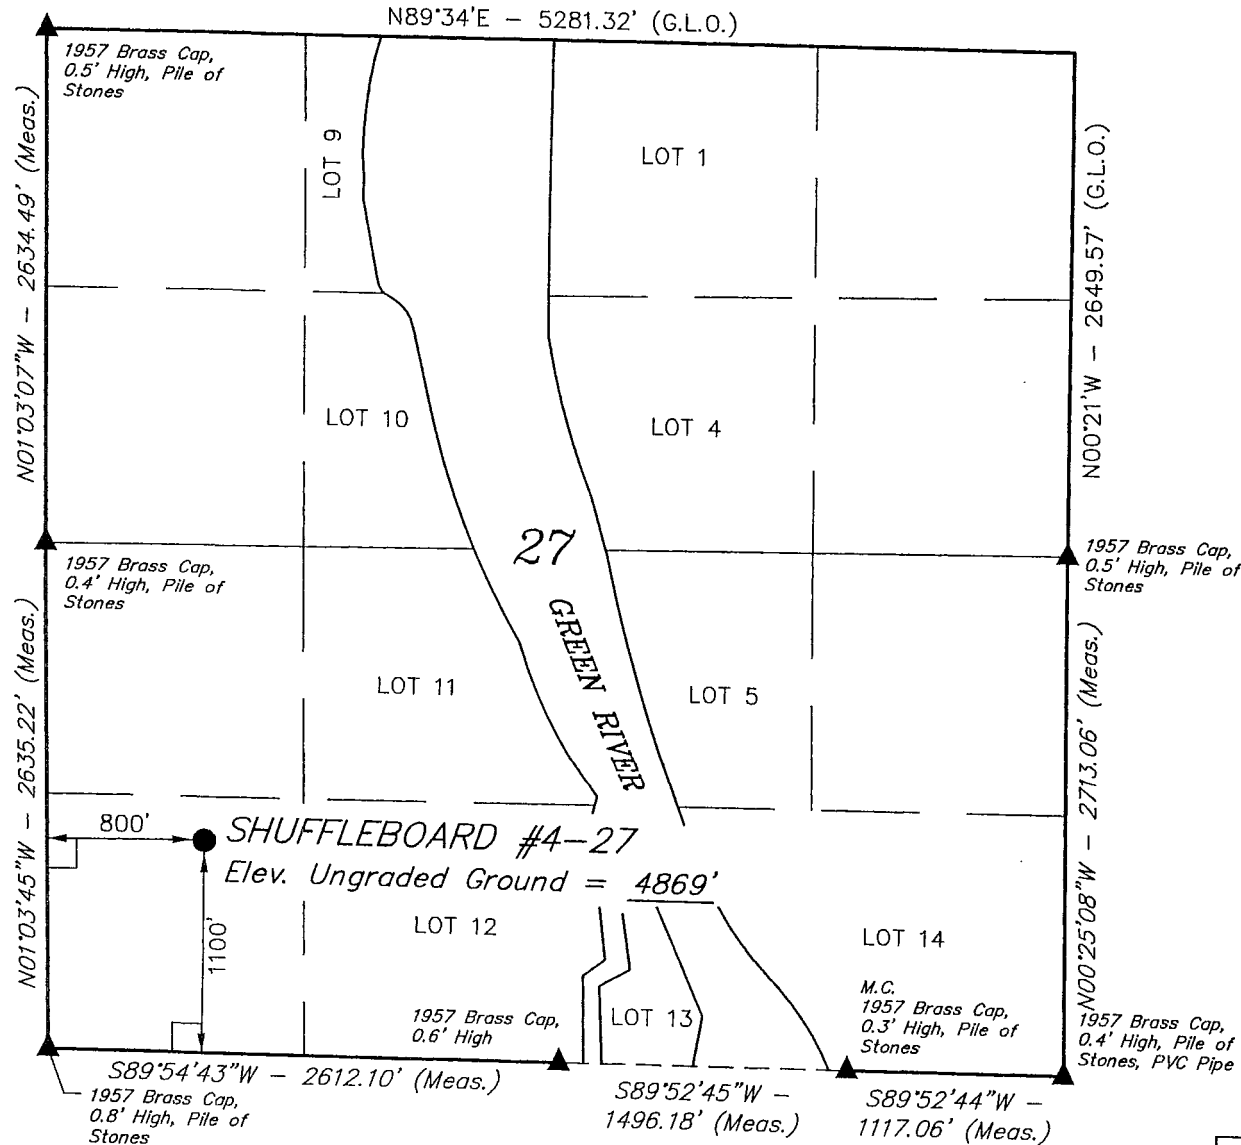 N89°34'E - 5281.32' (G.L.O.)
1957 Brass Cap,
0.5' High, Pile of
Stones
N01°03'07"W - 2634.49' (Meas.)
LOT 9
LOT 1
N00°21'W - 2649.57' (G.L.O.)
LOT 10
LOT 4
27
1957 Brass Cap,
0.4' High, Pile of
Stones
1957 Brass Cap,
0.5' High, Pile of
Stones
GREEN RIVER
N01°03'45"W - 2635.22' (Meas.)
LOT 11
LOT 5
N00°25'08"W - 2713.06' (Meas.)
800'
SHUFFLEBOARD #4-27
Elev. Ungraded Ground = 4869'
1100'
LOT 12
LOT 14
M.C.
1957 Brass Cap,
0.3' High, Pile of
Stones
1957 Brass Cap,
0.6' High
LOT 13
1957 Brass Cap,
0.4' High, Pile of
Stones, PVC Pipe
S89°54'43"W - 2612.10' (Meas.)
S89°52'45"W -
1496.18' (Meas.)
S89°52'44"W -
1117.06' (Meas.)
1957 Brass Cap,
0.8' High, Pile of
Stones